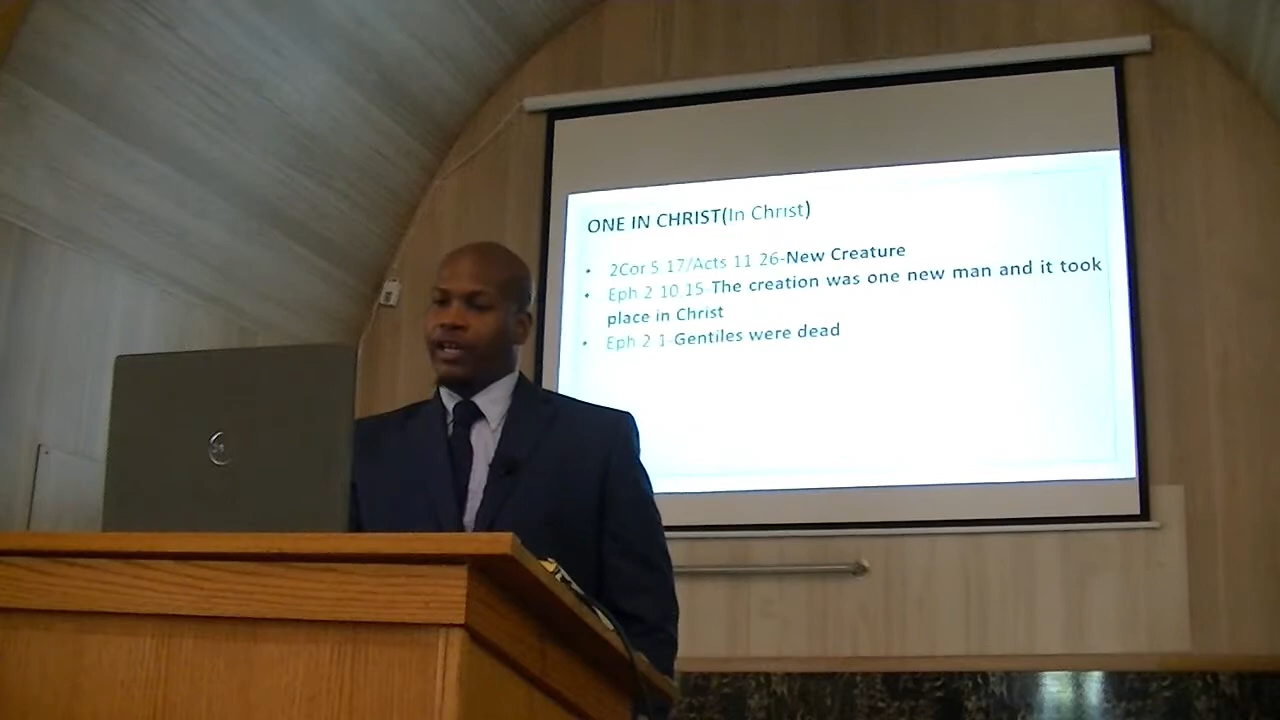 ONE IN CHRIST(In Christ)
• 2Cor 5 17/Acts 11 26-New Creature
• Eph 2 10 15-The creation was one new man and it took
place in Christ
• Eph 2 1-Gentiles were dead